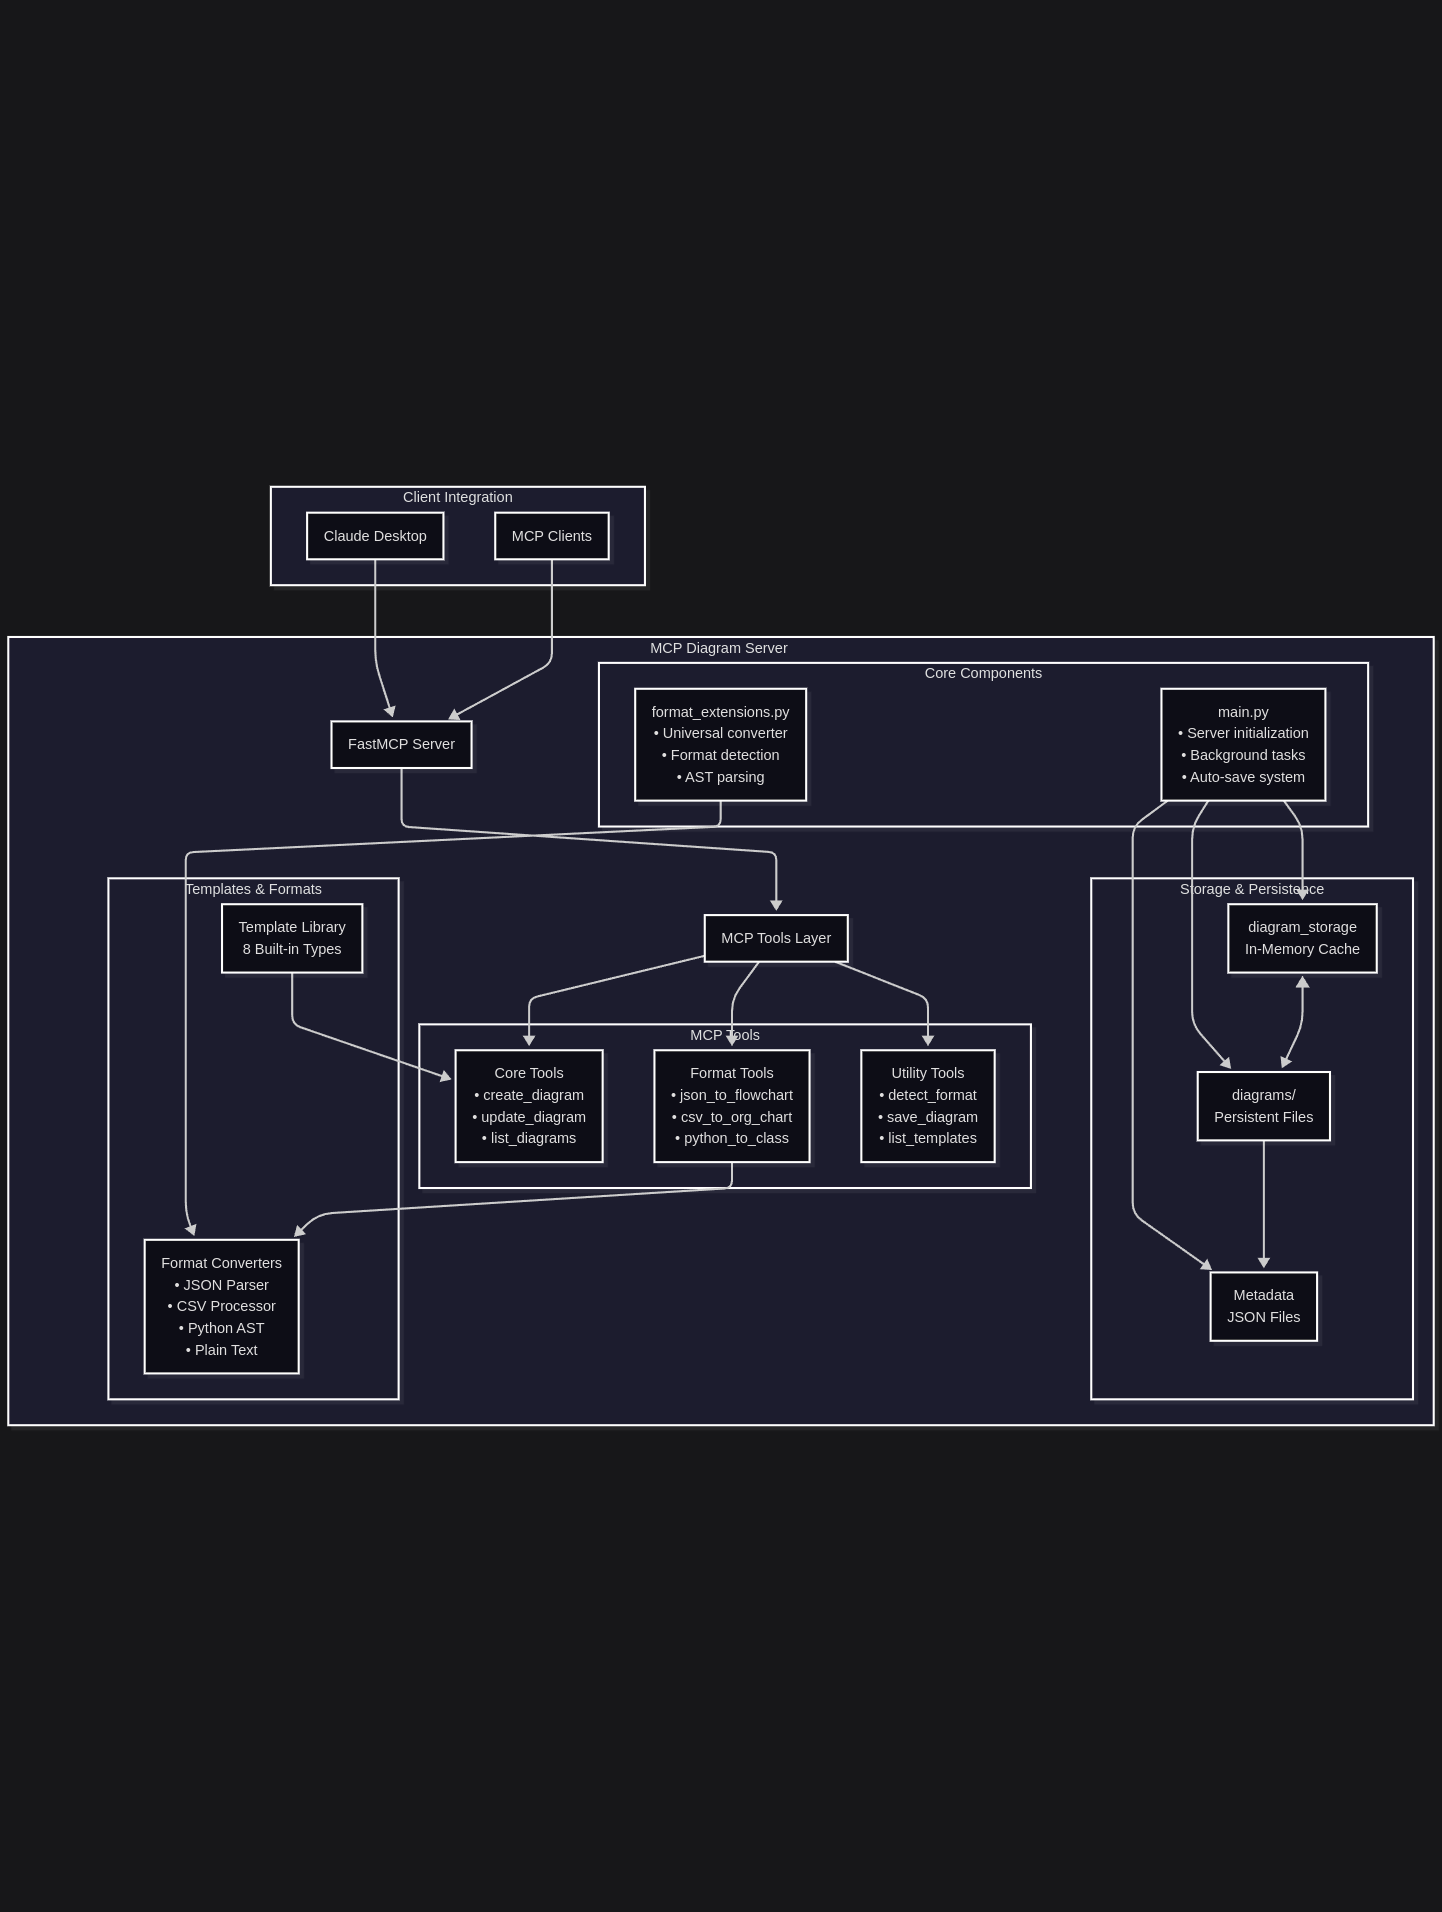 Client Integration
Claude Desktop
MCP Clients
MCP Diagram Server
Core Components
format_extensions.py
• Universal converter
• Format detection
• AST parsing
main.py
• Server initialization
• Background tasks
• Auto-save system
FastMCP Server
Templates & Formats
Template Library
8 Built-in Types
MCP Tools Layer
Storage & Persistence
diagram_storage
In-Memory Cache
MCP Tools
Core Tools
• create_diagram
• update_diagram
• list_diagrams
Format Tools
• json_to_flowchart
• csv_to_org_chart
• python_to_class
Utility Tools
• detect_format
• save_diagram
• list_templates
diagrams/
Persistent Files
Format Converters
• JSON Parser
• CSV Processor
• Python AST
• Plain Text
Metadata
JSON Files